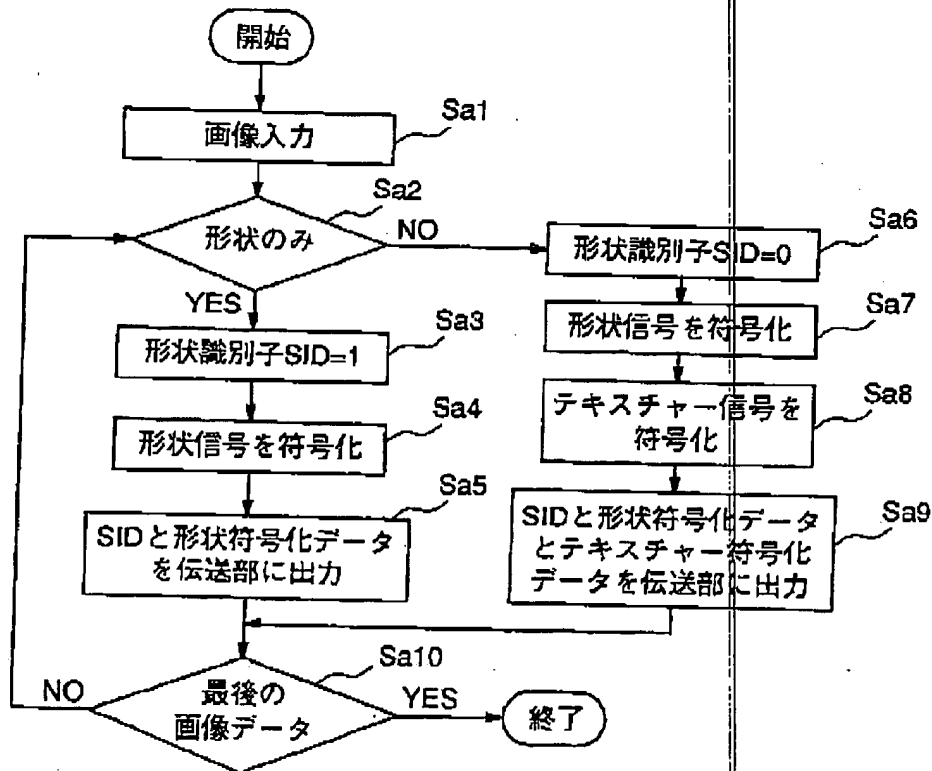 開始
画像入力
Sa1
形状のみ
Sa2
NO
YES
形状識別子SID=1
Sa3
形状信号を符号化
Sa4
SIDと形状符号化データ
を伝送部に出力
Sa5
形状識別子SID=0
Sa6
形状信号を符号化
Sa7
テキスチャー信号を
符号化
Sa8
SIDと形状符号化データ
とテキスチャー符号化
データを伝送部に出力
Sa9
最後の
画像データ
Sa10
NO
YES
終了